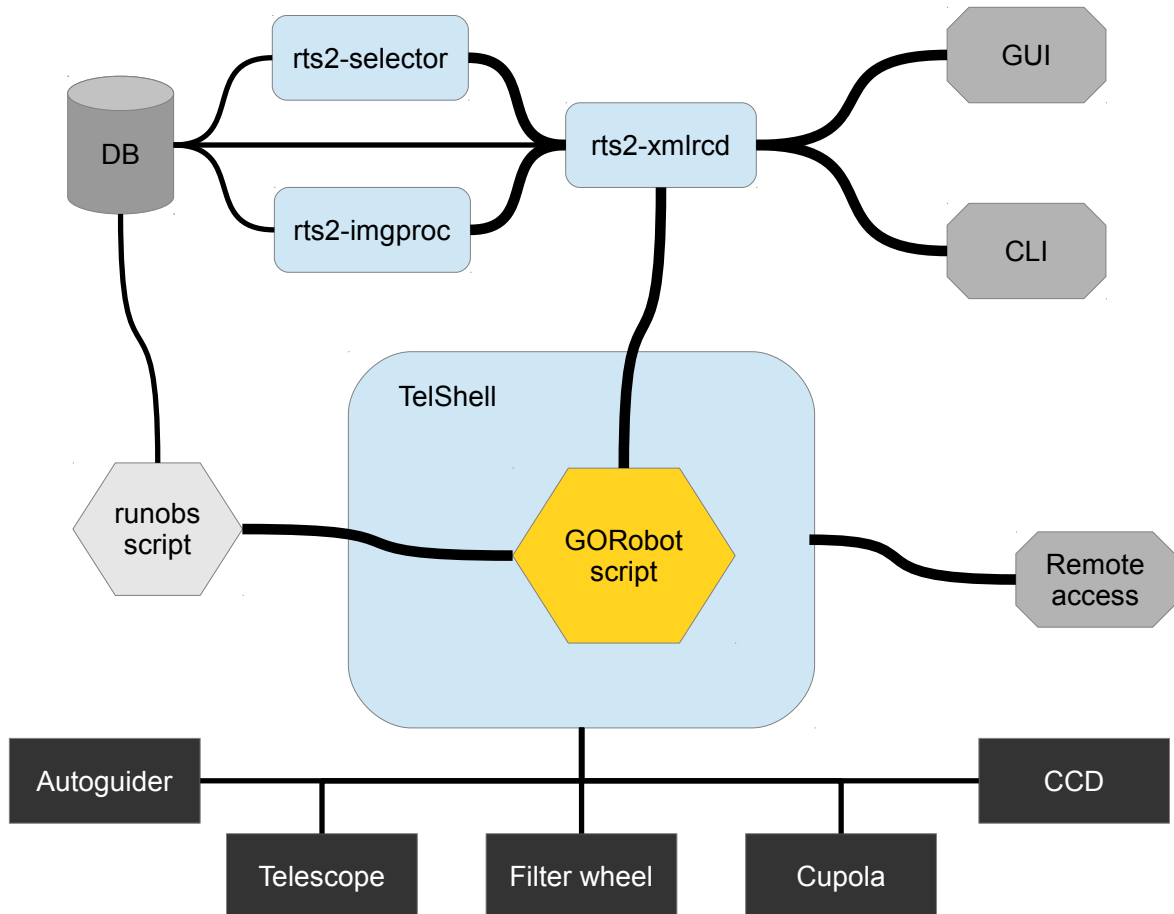 rts2-selector
GUI
DB
rts2-xmlrcd
rts2-imgproc
CLI
TelShell
runobs
script
GORobot
script
Remote
access
Autoguider
CCD
Telescope
Filter wheel
Cupola